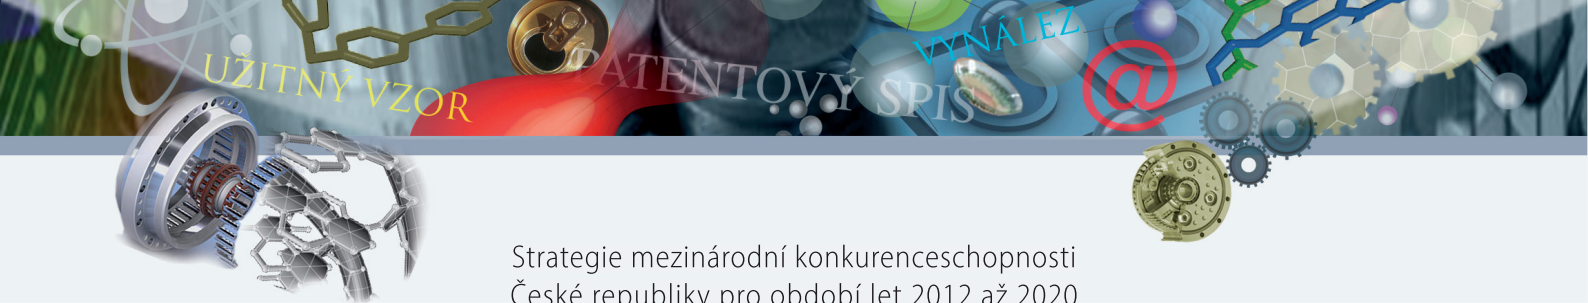 UŽITNÝ VZOR
PATENTOVÝ SPIS
VYNÁLEZ
@
Strategie mezinárodní konkurenceschopnosti
České republiky pro období let 2012 až 2020